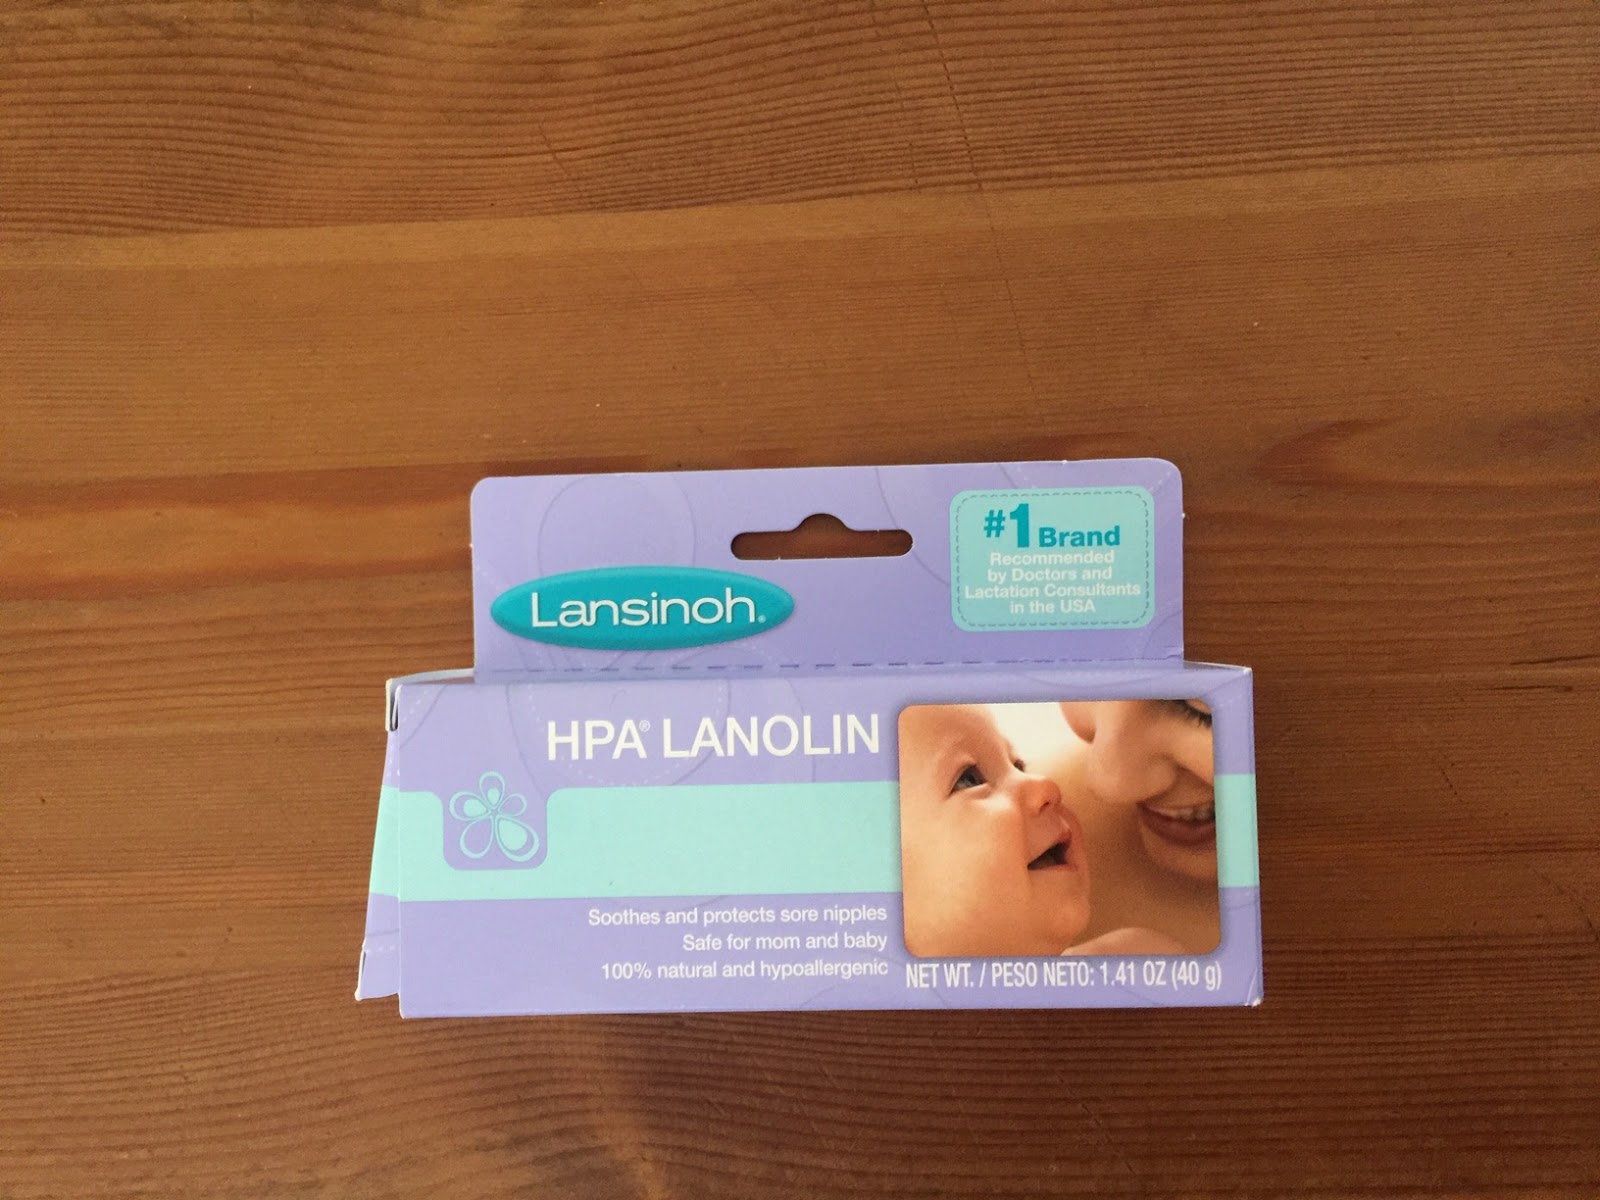 #1 Brand
Recommended
by Doctors and
Lactation Consultants
in the USA
Lansinoh®
HPA® LANOLIN
Soothes and protects sore nipples
Safe for mom and baby
100% natural and hypoallergenic
NET WT. / PESO NETO: 1.41 OZ (40 g)